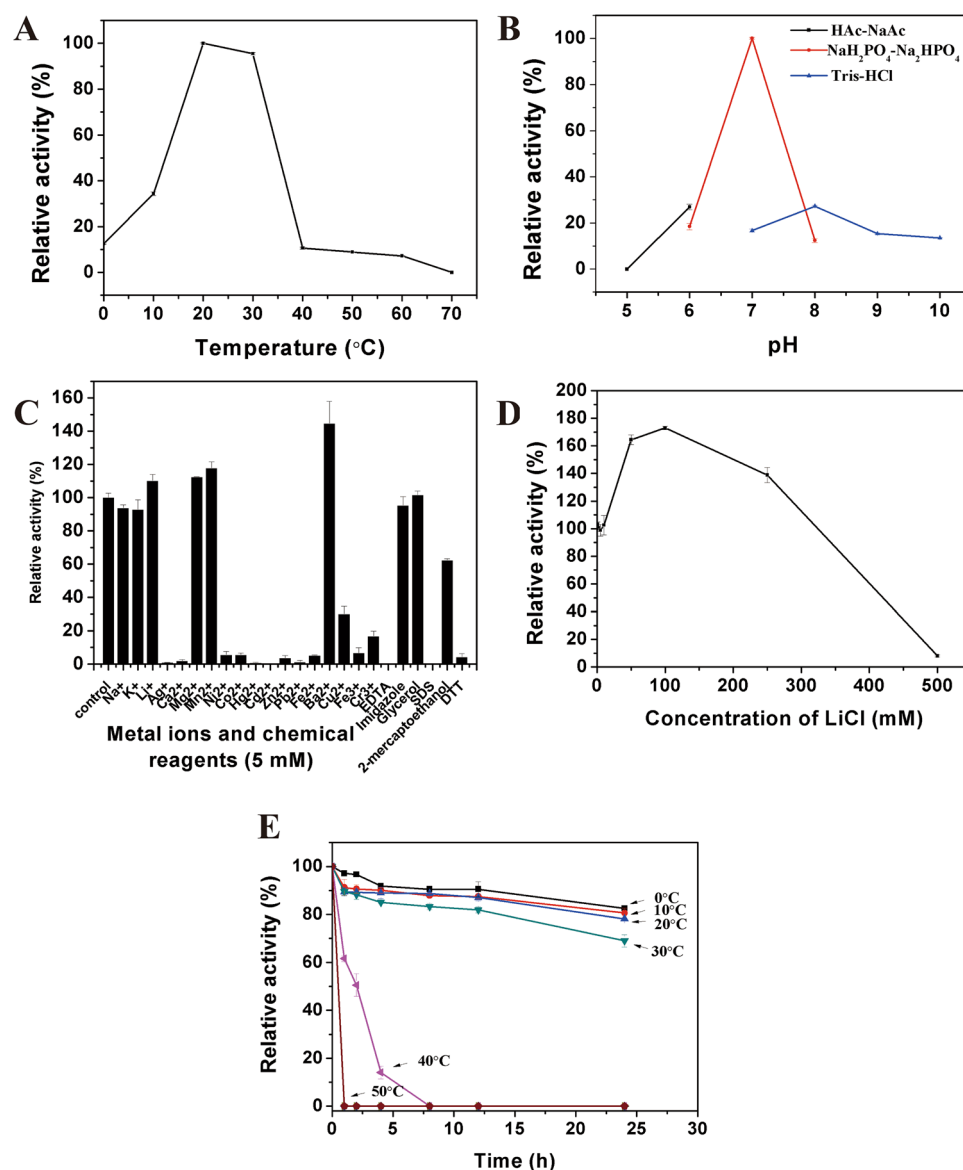 A
Relative activity (%)
100
80
60
40
20
0
0 10 20 30 40 50 60 70
Temperature (°C)
B
Relative activity (%)
100
80
60
40
20
0
5 6 7 8 9 10
pH
HAc-NaAc
NaH2PO4-Na2HPO4
Tris-HCl
C
Relative activity (%)
160
140
120
100
80
60
40
20
0
control
Na+
K+
Li+
Ag+
Ca2+
Mg2+
Mn2+
Ni2+
Co2+
Hg2+
Cd2+
Zn2+
Pb2+
Fe2+
Ba2+
Cu2+
Fe3+
Cr3+
EDTA
Imidazole
Glycerol
SDS
2-mercaptoethanol
DTT
Metal ions and chemical
reagents (5 mM)
D
Relative activity (%)
200
180
160
140
120
100
80
60
40
20
0
0 100 200 300 400 500
Concentration of LiCl (mM)
E
Relative activity (%)
100
80
60
40
20
0
0°C
10°C
20°C
30°C
40°C
50°C
0 5 10 15 20 25 30
Time (h)